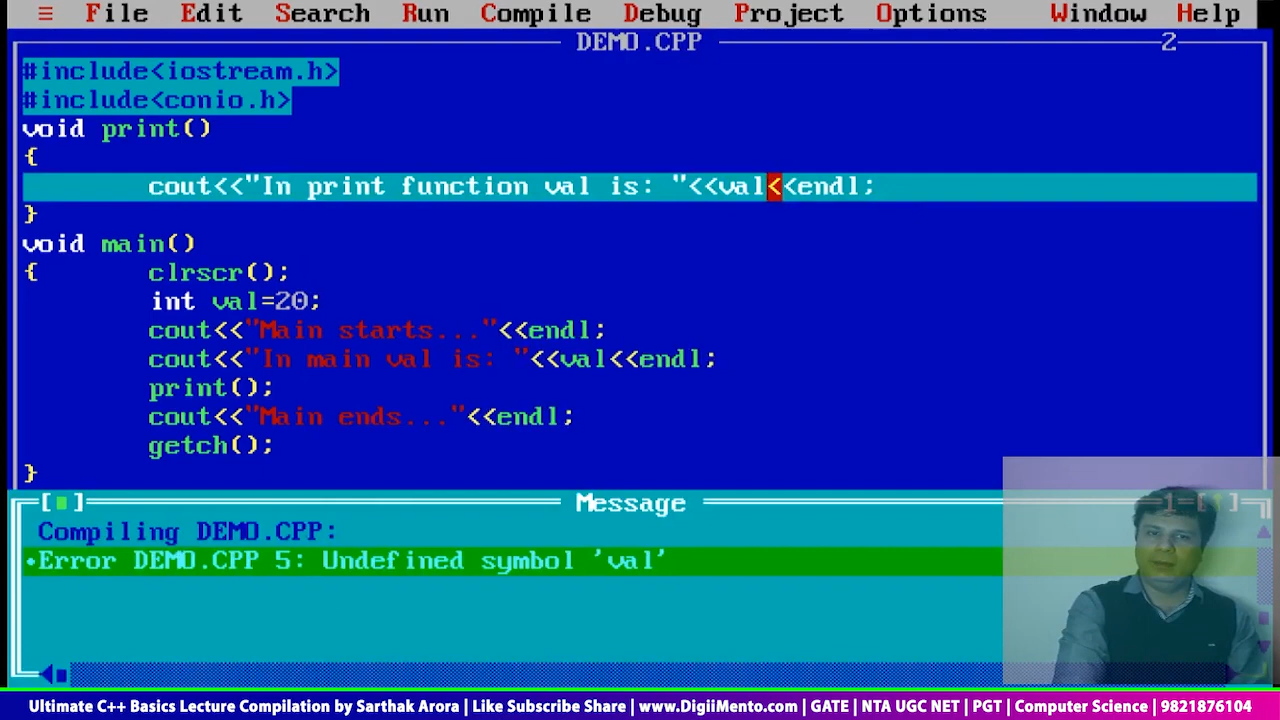 ≡ File Edit Search Run Compile Debug Project Options Window Help
DEMO.CPP 2
#include<iostream.h>
#include<conio.h>
void print()
{
cout<<"In print function val is: "<<val<<endl;
}
void main()
{ clrscr();
int val=20;
cout<<"Main starts..."<<endl;
cout<<"In main val is: "<<val<<endl;
print();
cout<<"Main ends..."<<endl;
getch();
}
Message 1
Compiling DEMO.CPP:
•Error DEMO.CPP 5: Undefined symbol 'val'
Ultimate C++ Basics Lecture Compilation by Sarthak Arora | Like Subscribe Share | www.DigiiMento.com | GATE | NTA UGC NET | PGT | Computer Science | 9821876104